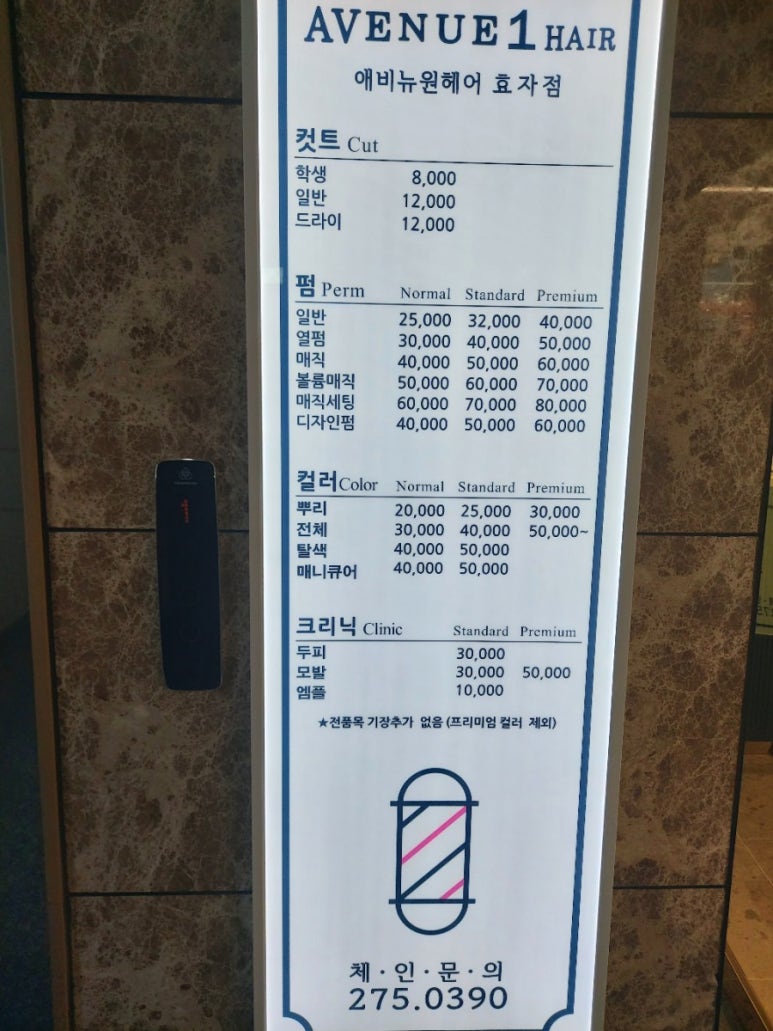 AVENUE 1 HAIR
애비뉴원헤어 효자점
컷트 Cut
학생 8,000
일반 12,000
드라이 12,000
펌 Perm Normal Standard Premium
일반 25,000 32,000 40,000
열펌 30,000 40,000 50,000
매직 40,000 50,000 60,000
볼륨매직 50,000 60,000 70,000
매직세팅 60,000 70,000 80,000
디자인펌 40,000 50,000 60,000
컬러 Color Normal Standard Premium
뿌리 20,000 25,000 30,000
전체 30,000 40,000 50,000~
탈색 40,000 50,000
매니큐어 40,000 50,000
크리닉 Clinic Standard Premium
두피 30,000
모발 30,000 50,000
엠플 10,000
★전품목 기장추가 없음 (프리미엄 컬러 제외)
체·인·문·의
275.0390